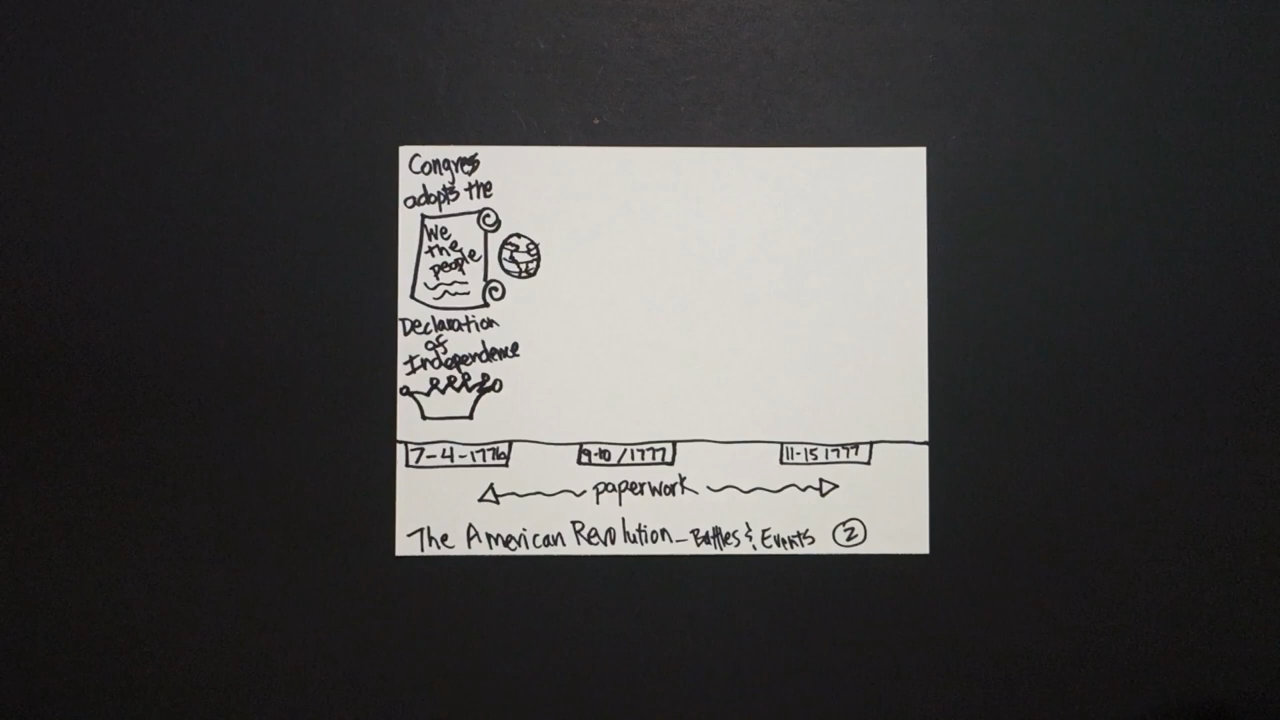 Congres
adopts the
We
the
people
Declaration
of
Independence
7-4-1776
9-10/1777
11-15 1777
paperwork
The American Revolution - Battles & Events 2